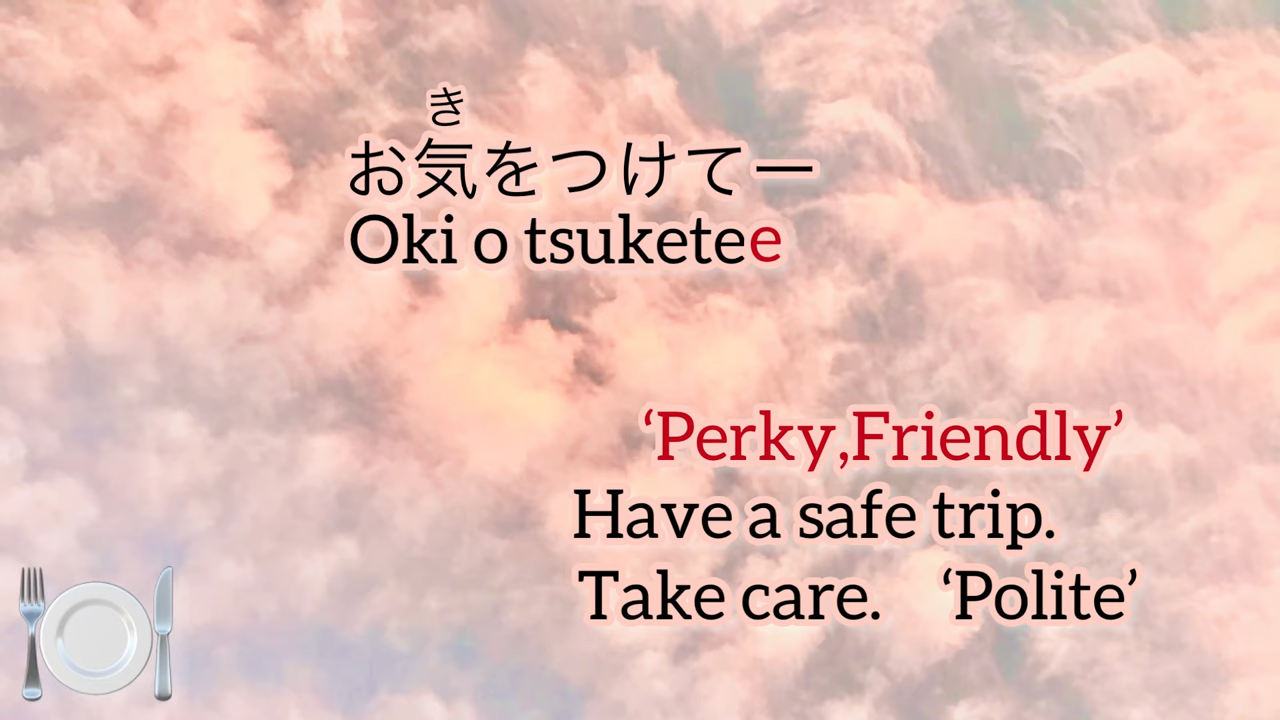 き
お気をつけてー
Oki o tsuketee
‘Perky,Friendly’
Have a safe trip.
Take care. ‘Polite’